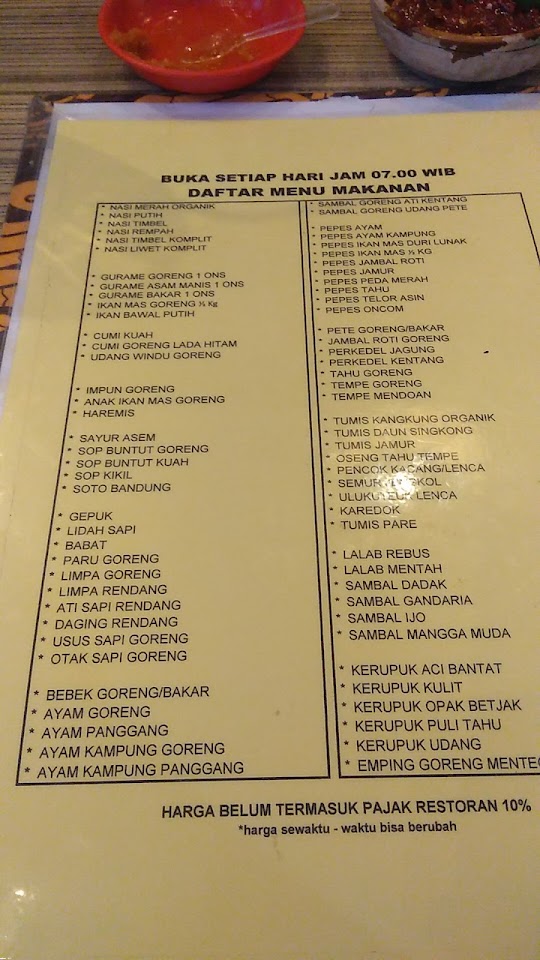 BUKA SETIAP HARI JAM 07.00 WIB
DAFTAR MENU MAKANAN
* NASI MERAH ORGANIK
* NASI PUTIH
* NASI TIMBEL
* NASI REMPAH
* NASI TIMBEL KOMPLIT
* NASI LIWET KOMPLIT
* GURAME GORENG 1 ONS
* GURAME ASAM MANIS 1 ONS
* GURAME BAKAR 1 ONS
* IKAN MAS GORENG ½ Kg
* IKAN BAWAL PUTIH
* CUMI KUAH
* CUMI GORENG LADA HITAM
* UDANG WINDU GORENG
* IMPUN GORENG
* ANAK IKAN MAS GORENG
* HAREMIS
* SAYUR ASEM
* SOP BUNTUT GORENG
* SOP BUNTUT KUAH
* SOP KIKIL
* SOTO BANDUNG
* GEPUK
* LIDAH SAPI
* BABAT
* PARU GORENG
* LIMPA GORENG
* LIMPA RENDANG
* ATI SAPI RENDANG
* DAGING RENDANG
* USUS SAPI GORENG
* OTAK SAPI GORENG
* BEBEK GORENG/BAKAR
* AYAM GORENG
* AYAM PANGGANG
* AYAM KAMPUNG GORENG
* AYAM KAMPUNG PANGGANG
* SAMBAL GORENG ATI KENTANG
* SAMBAL GORENG UDANG PETE
* PEPES AYAM
* PEPES AYAM KAMPUNG
* PEPES IKAN MAS DURI LUNAK
* PEPES IKAN MAS ½ KG
* PEPES JAMBAL ROTI
* PEPES JAMUR
* PEPES PEDA MERAH
* PEPES TAHU
* PEPES TELOR ASIN
* PEPES ONCOM
* PETE GORENG/BAKAR
* JAMBAL ROTI GORENG
* PERKEDEL JAGUNG
* PERKEDEL KENTANG
* TAHU GORENG
* TEMPE GORENG
* TEMPE MENDOAN
* TUMIS KANGKUNG ORGANIK
* TUMIS DAUN SINGKONG
* TUMIS JAMUR
* OSENG TAHU TEMPE
* PENCOK KACANG/LENCA
* SEMUR
* ULUKUTEUK LENCA
* KAREDOK
* TUMIS PARE
* LALAB REBUS
* LALAB MENTAH
* SAMBAL DADAK
* SAMBAL GANDARIA
* SAMBAL IJO
* SAMBAL MANGGA MUDA
* KERUPUK ACI BANTAT
* KERUPUK KULIT
* KERUPUK OPAK BETJAK
* KERUPUK PULI TAHU
* KERUPUK UDANG
* EMPING GORENG
HARGA BELUM TERMASUK PAJAK RESTORAN 10%
*harga sewaktu - waktu bisa berubah